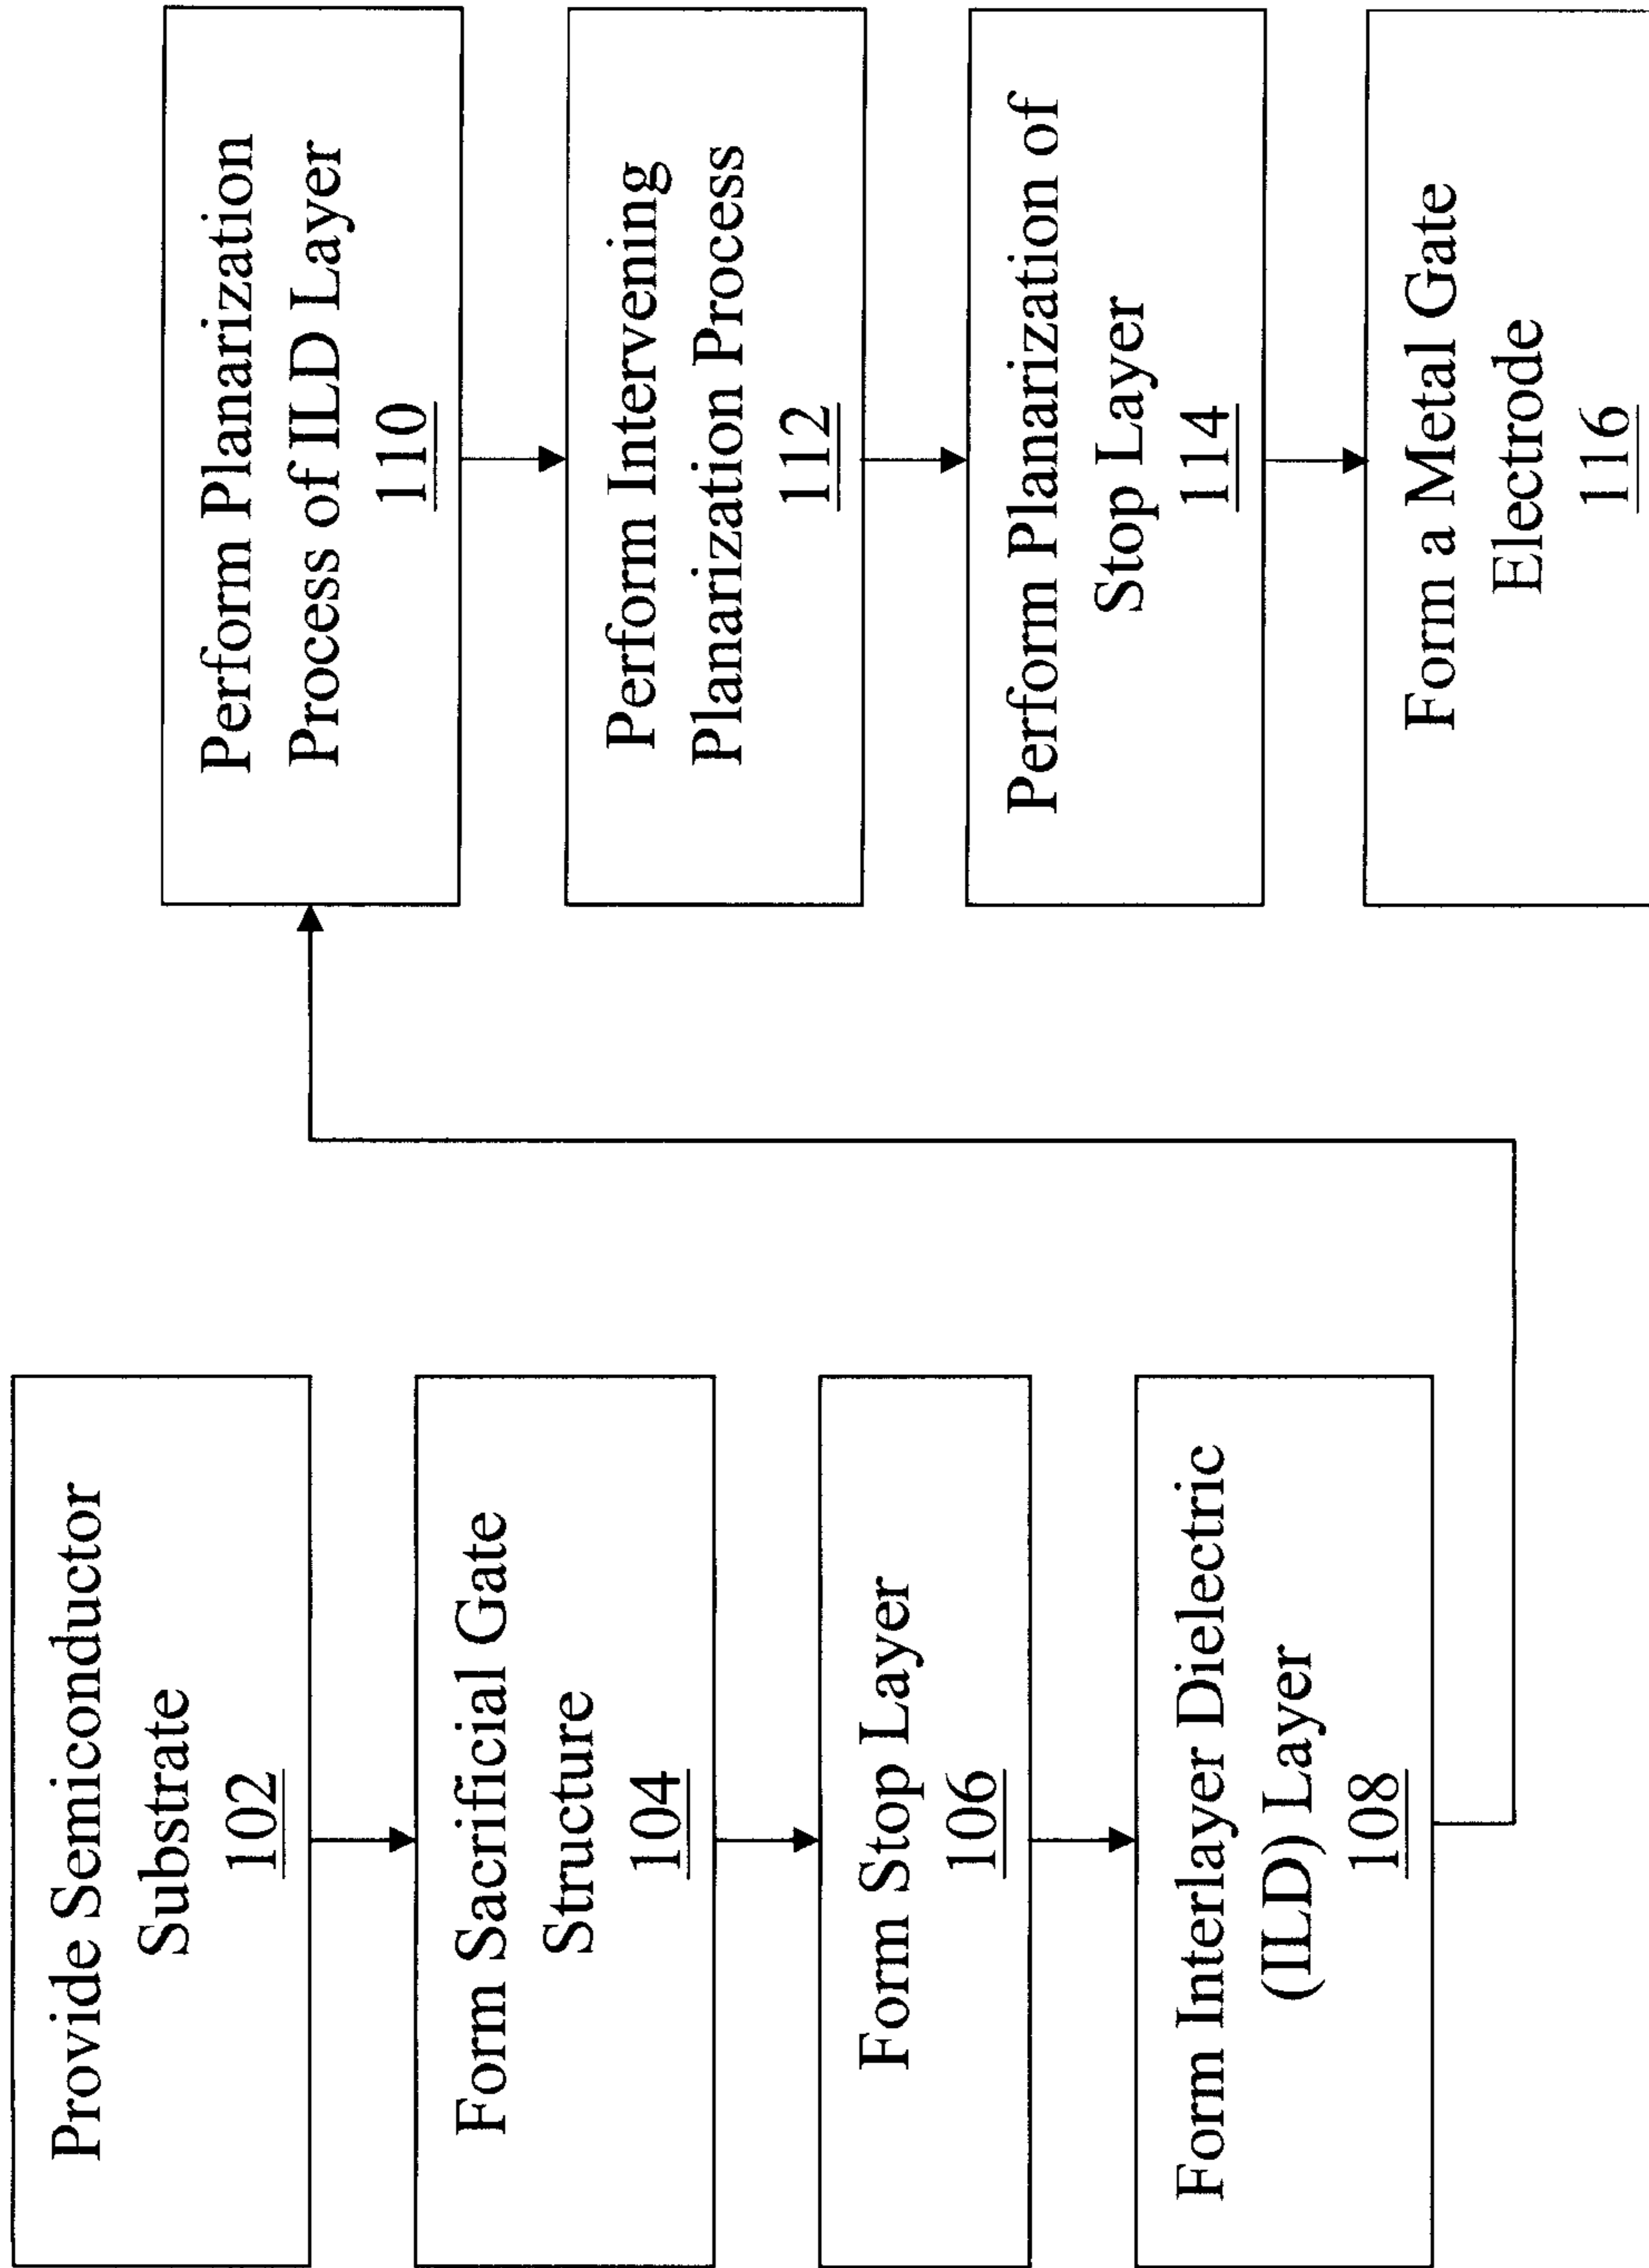 Provide Semiconductor
Substrate
102
Form Sacrificial Gate
Structure
104
Form Stop Layer
106
Form Interlayer Dielectric
(ILD) Layer
108
Perform Planarization
Process of ILD Layer
110
Perform Intervening
Planarization Process
112
Perform Planarization of
Stop Layer
114
Form a Metal Gate
Electrode
116